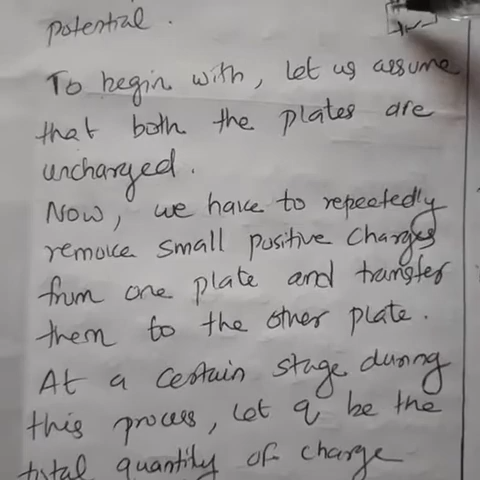 potential.
To begin with, let us assume
that both the plates are
uncharged.
Now, we have to repeatedly
remove small positive charges
from one plate and transfer
them to the other plate.
At a certain stage during
this process, let q be the
total quantity of charge